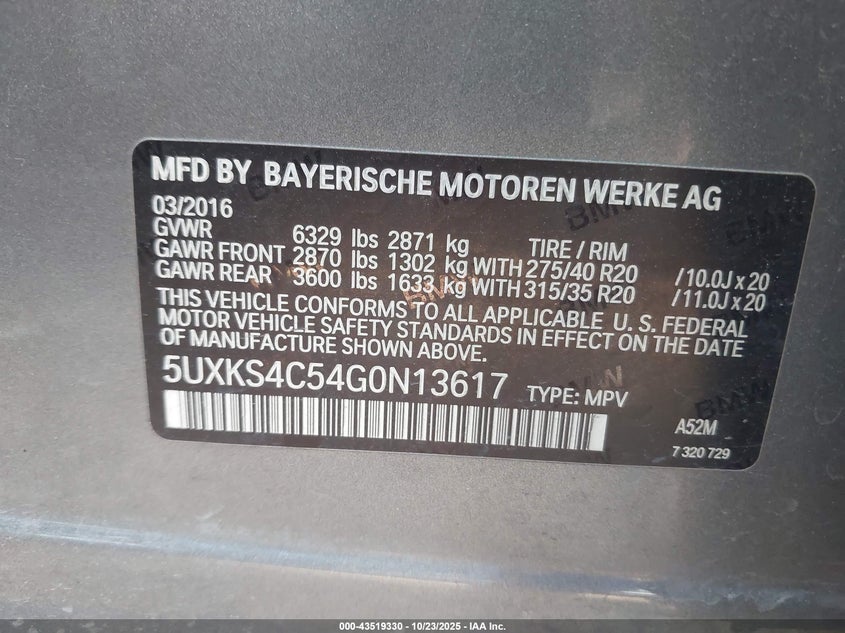 MFD BY BAYERISCHE MOTOREN WERKE AG
03/2016
GVWR 6329 lbs 2871 kg TIRE / RIM
GAWR FRONT 2870 lbs 1302 kg WITH 275/40 R20 /10.0J x 20
GAWR REAR 3600 lbs 1633 kg WITH 315/35 R20 /11.0J x 20
THIS VEHICLE CONFORMS TO ALL APPLICABLE U. S. FEDERAL
MOTOR VEHICLE SAFETY STANDARDS IN EFFECT ON THE DATE
OF MANUFACTURE SHOWN ABOVE.
5UXKS4C54G0N13617 TYPE: MPV
A52M
7 320 729
000-43519330 | 10/23/2025 | IAA Inc.